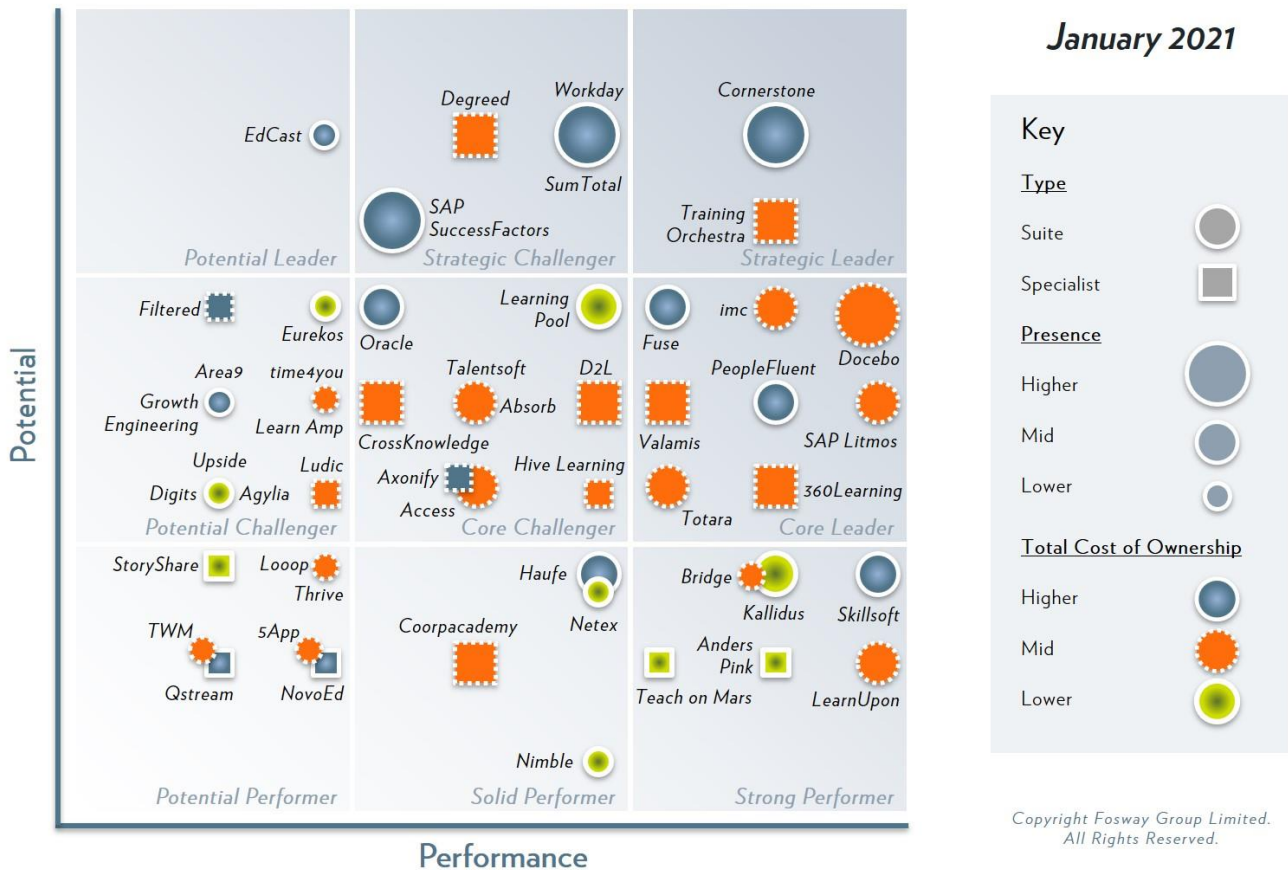 January 2021
Potential
Degreed
Workday
Cornerstone
EdCast
SumTotal
SAP
SuccessFactors
Training
Orchestra
Potential Leader
Strategic Challenger
Strategic Leader
Filtered
Eurekos
Oracle
Learning
Pool
Fuse
imc
Docebo
Area9
time4you
Talentsoft
D2L
PeopleFluent
Growth
Engineering
Learn Amp
Absorb
CrossKnowledge
Valamis
SAP Litmos
Upside
Ludic
Axonify
Hive Learning
Digits
Agylia
Access
Totara
360Learning
Potential Challenger
Core Challenger
Core Leader
StoryShare
Looop
Thrive
Haufe
Netex
Bridge
Kallidus
Skillsoft
TWM
5App
Coorpacademy
Anders
Pink
Qstream
NovoEd
Teach on Mars
LearnUpon
Nimble
Potential Performer
Solid Performer
Strong Performer
Performance
Key
Type
Suite
Specialist
Presence
Higher
Mid
Lower
Total Cost of Ownership
Higher
Mid
Lower
Copyright Fosway Group Limited.
All Rights Reserved.